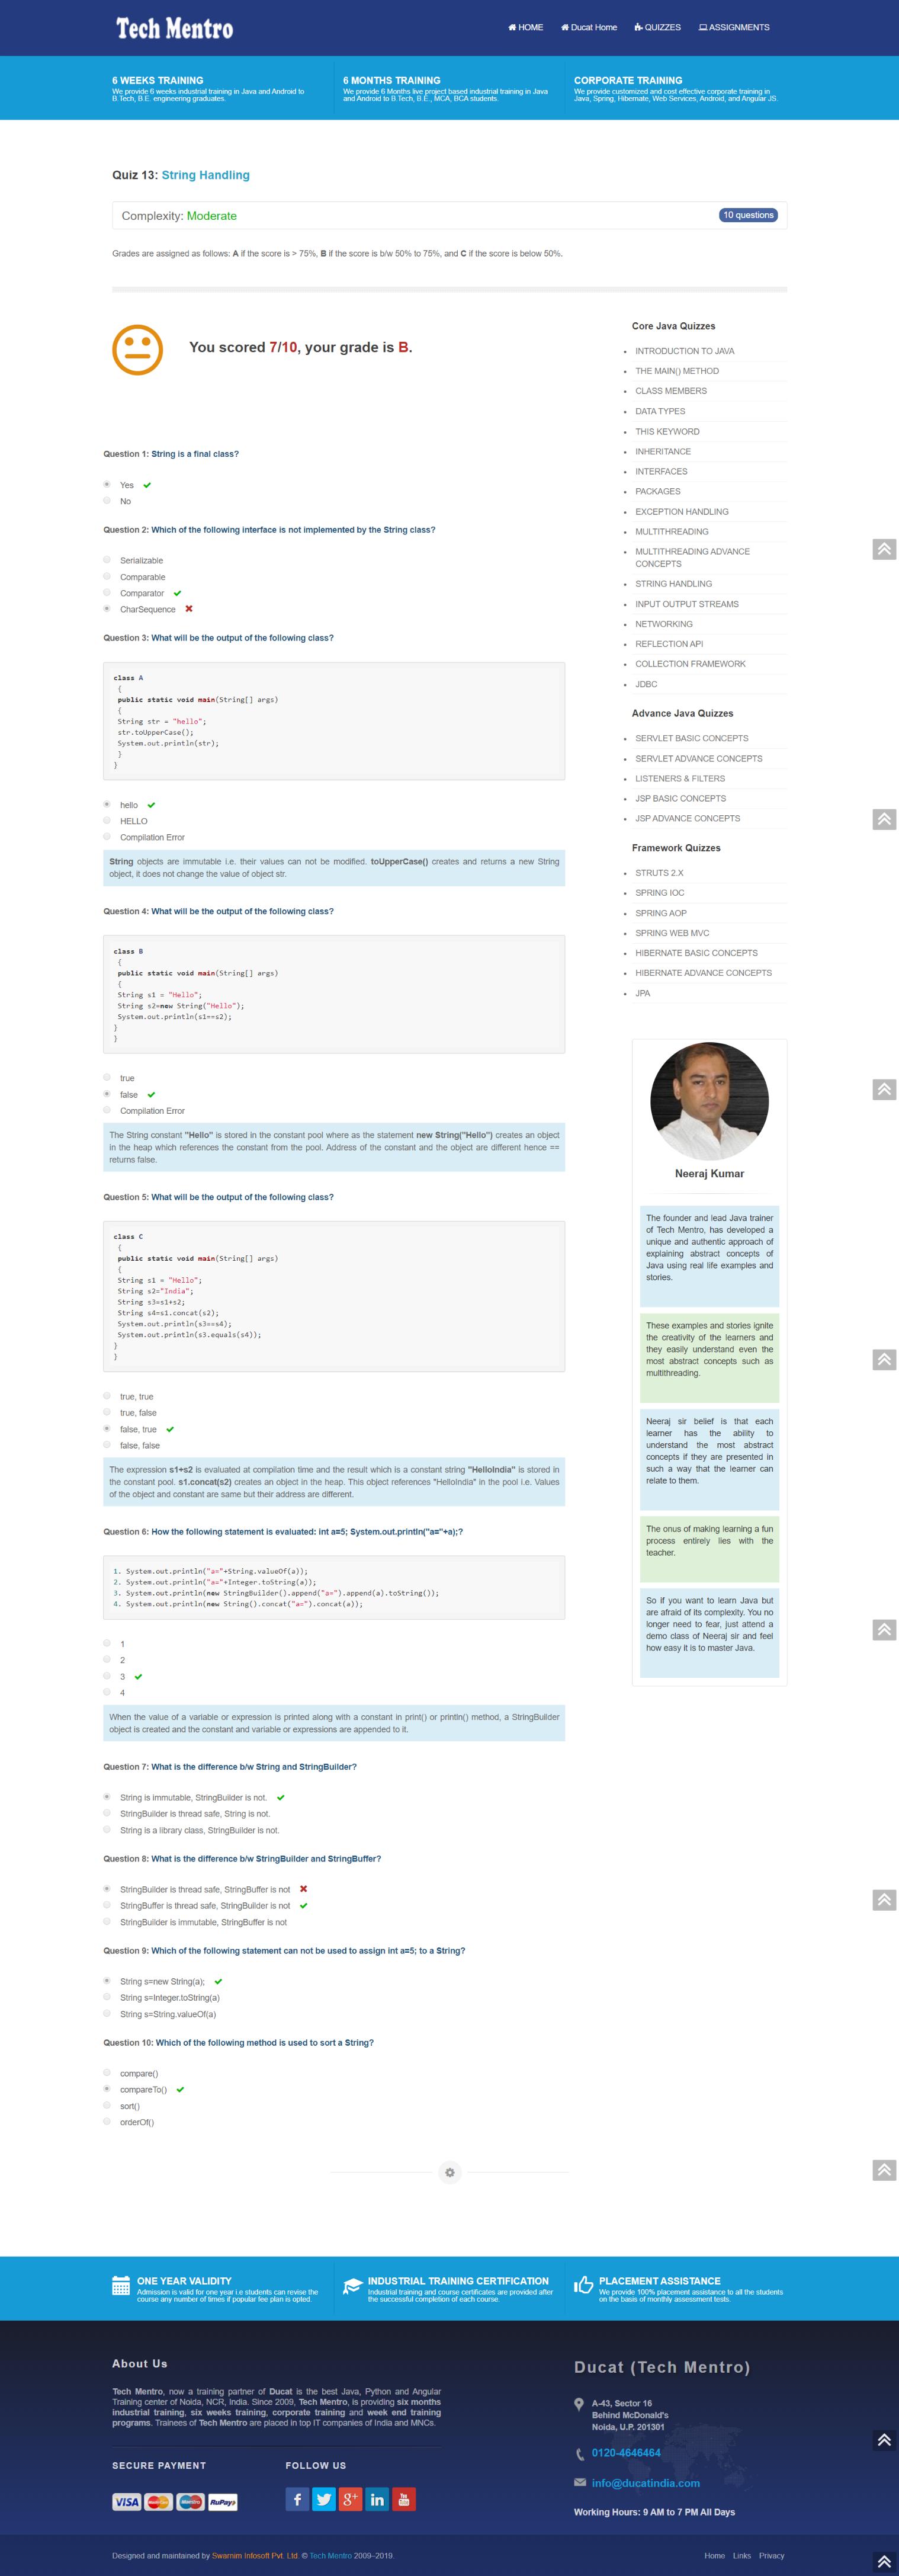 Tech Mentro
HOME
Ducat Home
QUIZZES
ASSIGNMENTS
6 WEEKS TRAINING
We provide 6 weeks industrial training in Java and Android to
B.Tech, B.E. engineering graduates.
6 MONTHS TRAINING
We provide 6 Months live project based industrial training in Java
and Android to B.Tech, B.E., MCA, BCA students.
CORPORATE TRAINING
We provide customized and cost effective corporate training in
Java, Spring, Hibernate, Web Services, Android, and Angular JS.
Quiz 13: String Handling
Complexity: Moderate
10 questions
Grades are assigned as follows: A if the score is > 75%, B if the score is b/w 50% to 75%, and C if the score is below 50%.
You scored 7/10, your grade is B.
Question 1: String is a final class?
Yes
No
Question 2: Which of the following interface is not implemented by the String class?
Serializable
Comparable
Comparator
CharSequence
Question 3: What will be the output of the following class?
class A
{
public static void main(String[] args)
{
String str = "hello";
str.toUpperCase();
System.out.println(str);
}
}
hello
HELLO
Compilation Error
String objects are immutable i.e. their values can not be modified. toUpperCase() creates and returns a new String
object, it does not change the value of object str.
Question 4: What will be the output of the following class?
class B
{
public static void main(String[] args)
{
String s1 = "Hello";
String s2=new String("Hello");
System.out.println(s1==s2);
}
}
true
false
Compilation Error
The String constant "Hello" is stored in the constant pool where as the statement new String("Hello") creates an object
in the heap which references the constant from the pool. Address of the constant and the object are different hence ==
returns false.
Question 5: What will be the output of the following class?
class C
{
public static void main(String[] args)
{
String s1 = "Hello";
String s2="India";
String s3=s1+s2;
String s4=s1.concat(s2);
System.out.println(s3==s4);
System.out.println(s3.equals(s4));
}
}
true, true
true, false
false, true
false, false
The expression s1+s2 is evaluated at compilation time and the result which is a constant string "HelloIndia" is stored in
the constant pool. s1.concat(s2) creates an object in the heap. This object references "HelloIndia" in the pool i.e. Values
of the object and constant are same but their address are different.
Question 6: How the following statement is evaluated: int a=5; System.out.println("a="+a);?
1. System.out.println("a="+String.valueOf(a));
2. System.out.println("a="+Integer.toString(a));
3. System.out.println(new StringBuilder().append("a=").append(a).toString());
4. System.out.println(new String().concat("a=").concat(a));
1
2
3
4
When the value of a variable or expression is printed along with a constant in print() or println() method, a StringBuilder
object is created and the constant and variable or expressions are appended to it.
Question 7: What is the difference b/w String and StringBuilder?
String is immutable, StringBuilder is not.
StringBuilder is thread safe, String is not.
String is a library class, StringBuilder is not.
Question 8: What is the difference b/w StringBuilder and StringBuffer?
StringBuilder is thread safe, StringBuffer is not
StringBuffer is thread safe, StringBuilder is not
StringBuilder is immutable, StringBuffer is not
Question 9: Which of the following statement can not be used to assign int a=5; to a String?
String s=new String(a);
String s=Integer.toString(a)
String s=String.valueOf(a)
Question 10: Which of the following method is used to sort a String?
compare()
compareTo()
sort()
orderOf()
Core Java Quizzes
INTRODUCTION TO JAVA
THE MAIN() METHOD
CLASS MEMBERS
DATA TYPES
THIS KEYWORD
INHERITANCE
INTERFACES
PACKAGES
EXCEPTION HANDLING
MULTITHREADING
MULTITHREADING ADVANCE
CONCEPTS
STRING HANDLING
INPUT OUTPUT STREAMS
NETWORKING
REFLECTION API
COLLECTION FRAMEWORK
JDBC
Advance Java Quizzes
SERVLET BASIC CONCEPTS
SERVLET ADVANCE CONCEPTS
LISTENERS & FILTERS
JSP BASIC CONCEPTS
JSP ADVANCE CONCEPTS
Framework Quizzes
STRUTS 2.X
SPRING IOC
SPRING AOP
SPRING WEB MVC
HIBERNATE BASIC CONCEPTS
HIBERNATE ADVANCE CONCEPTS
JPA
Neeraj Kumar
The founder and lead Java trainer
of Tech Mentro, has developed a
unique and authentic approach of
explaining abstract concepts of
Java using real life examples and
stories.
These examples and stories ignite
the creativity of the learners and
they easily understand even the
most abstract concepts such as
multithreading.
Neeraj sir belief is that each
learner has the ability to
understand the most abstract
concepts if they are presented in
such a way that the learner can
relate to them.
The onus of making learning a fun
process entirely lies with the
teacher.
So if you want to learn Java but
are afraid of its complexity. You no
longer need to fear, just attend a
demo class of Neeraj sir and feel
how easy it is to master Java.
ONE YEAR VALIDITY
Admission is valid for one year i.e students can revise the
course any number of times if popular fee plan is opted.
INDUSTRIAL TRAINING CERTIFICATION
Industrial training and course certificates are provided after
the successful completion of each course.
PLACEMENT ASSISTANCE
We provide 100% placement assistance to all the students
on the basis of monthly assessment tests.
About Us
Tech Mentro, now a training partner of Ducat is the best Java, Python and Angular
Training center of Noida, NCR, India. Since 2009, Tech Mentro, is providing six months
industrial training, six weeks training, corporate training and week end training
programs. Trainees of Tech Mentro are placed in top IT companies of India and MNCs.
SECURE PAYMENT
VISA
MasterCard
Maestro
RuPay
FOLLOW US
f
g+
in
You
Ducat (Tech Mentro)
A-43, Sector 16
Behind McDonald's
Noida, U.P. 201301
0120-4646464
info@ducatindia.com
Working Hours: 9 AM to 7 PM All Days
Designed and maintained by Swarnim Infosoft Pvt. Ltd. © Tech Mentro 2009-2019.
Home
Links
Privacy